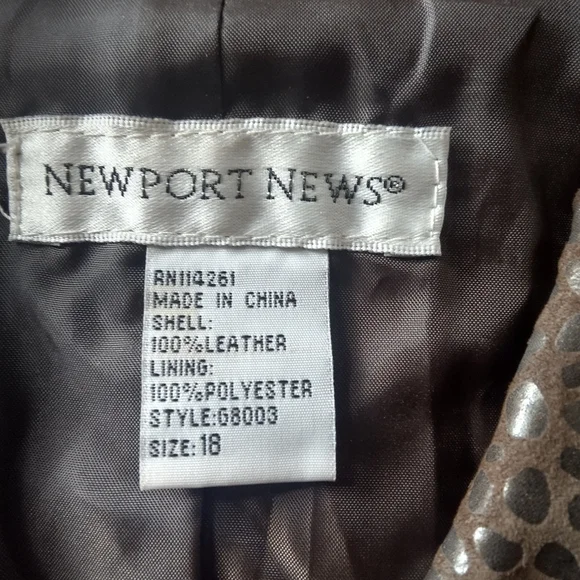 NEWPORT NEWS®
RN114261
MADE IN CHINA
SHELL:
100%LEATHER
LINING:
100%POLYESTER
STYLE:G8003
SIZE:18